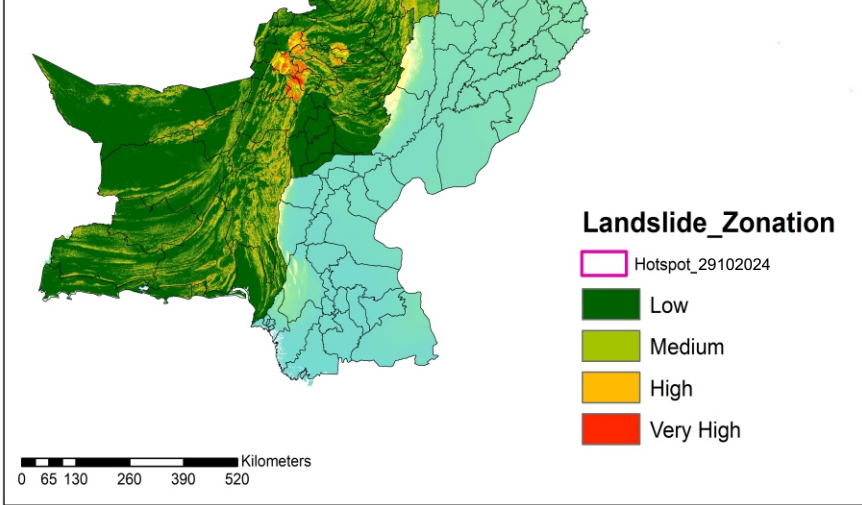 Landslide_Zonation
Hotspot_29102024
Low
Medium
High
Very High
Kilometers
0 65 130 260 390 520